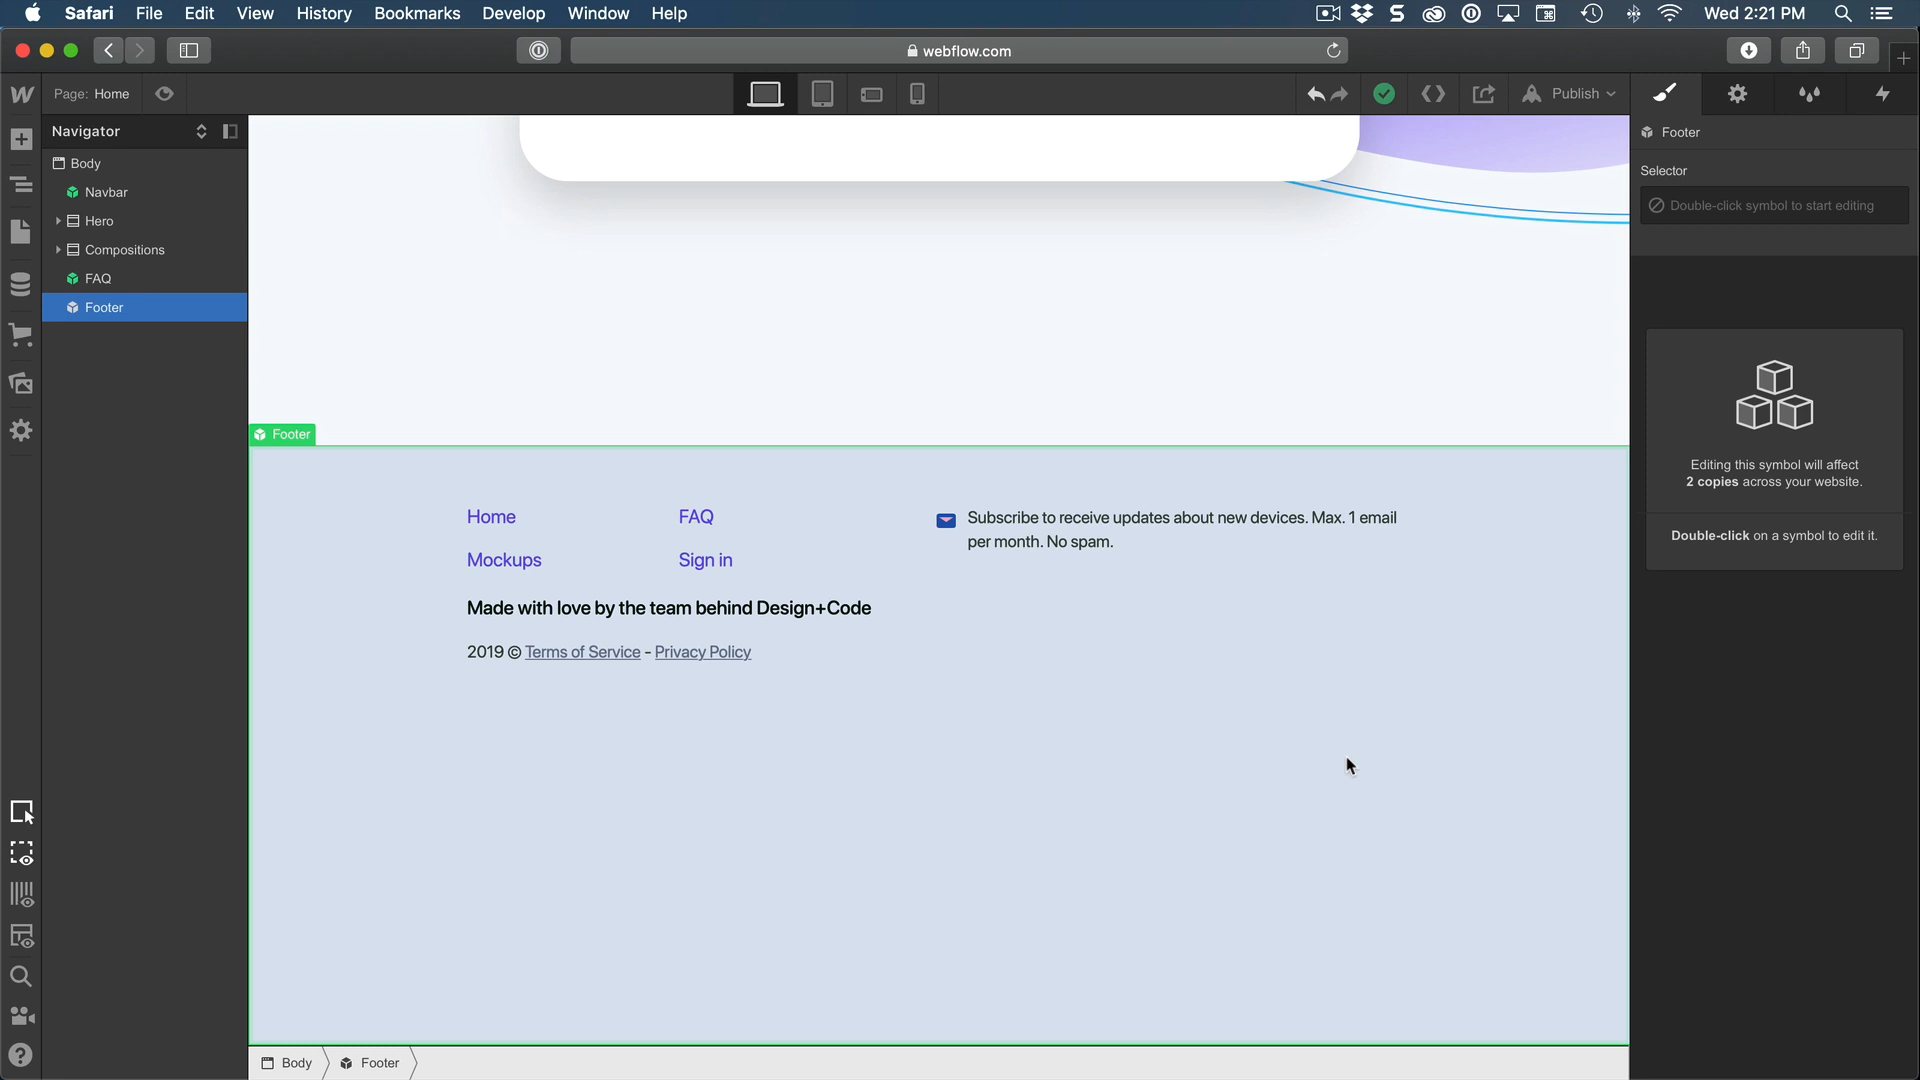 Safari File Edit View History Bookmarks Develop Window Help
Wed 2:21 PM
webflow.com
Page: Home
Publish
Navigator
Body
Navbar
Hero
Compositions
FAQ
Footer
Footer
Home
FAQ
Mockups
Sign in
Made with love by the team behind Design+Code
2019 © Terms of Service - Privacy Policy
Subscribe to receive updates about new devices. Max. 1 email
per month. No spam.
Body
Footer
Footer
Selector
Double-click symbol to start editing
Editing this symbol will affect
2 copies across your website.
Double-click on a symbol to edit it.